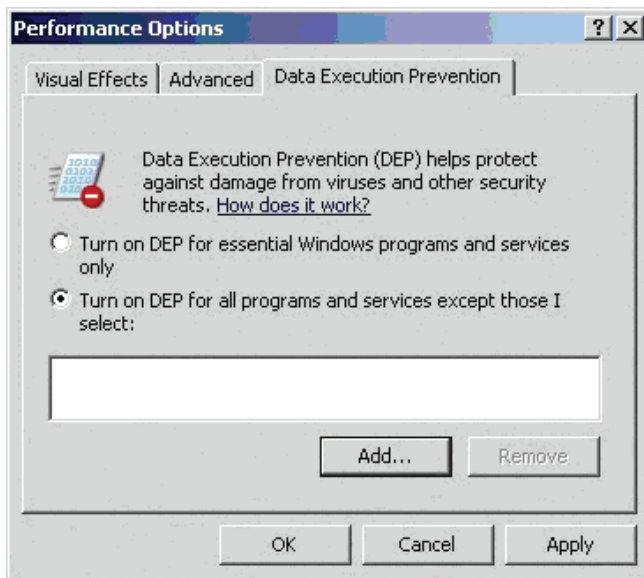 Performance Options
Visual Effects Advanced Data Execution Prevention
Data Execution Prevention (DEP) helps protect
against damage from viruses and other security
threats. How does it work?
Turn on DEP for essential Windows programs and services
only
Turn on DEP for all programs and services except those I
select:
Add... Remove
OK Cancel Apply